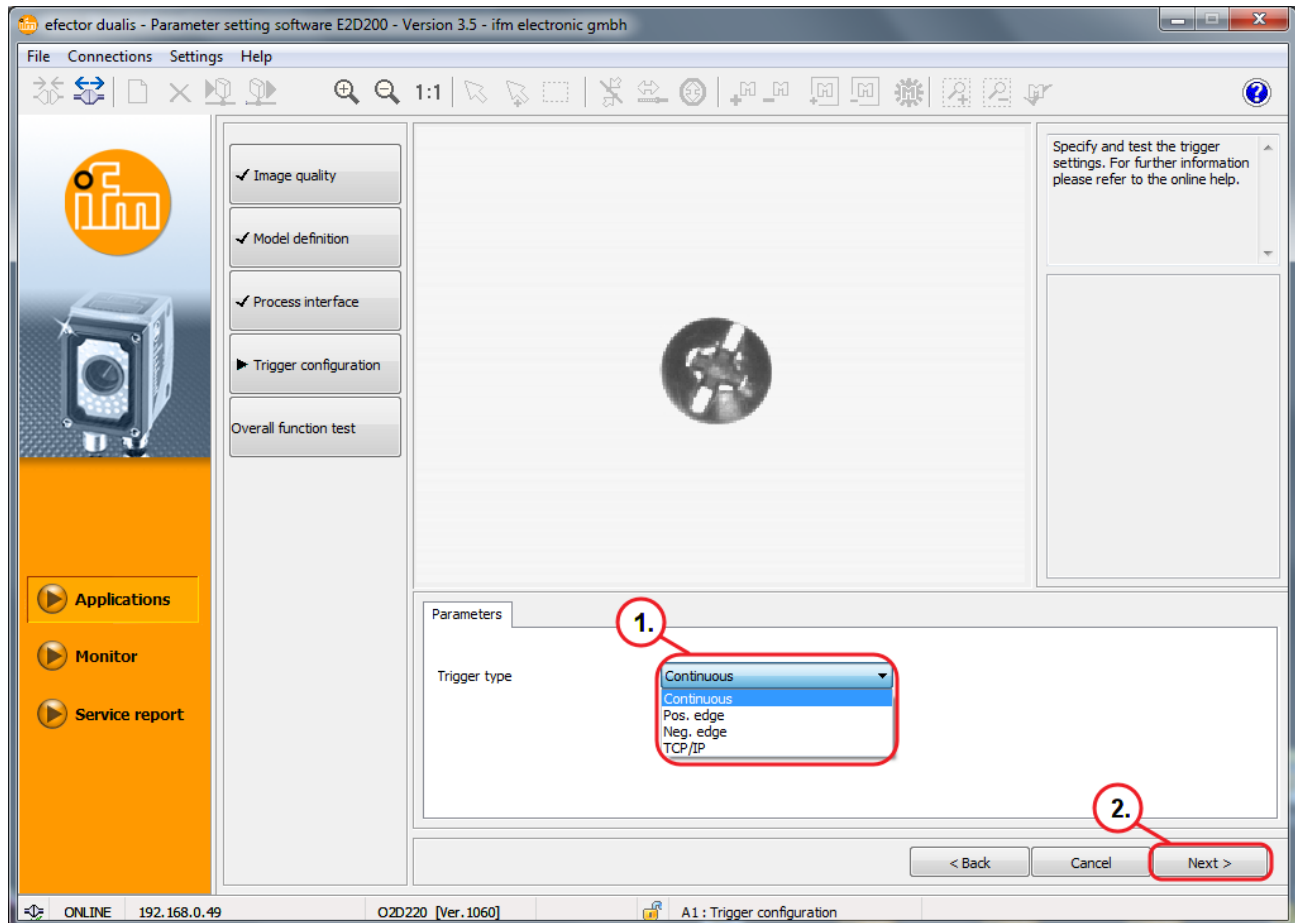 efector dualis - Parameter setting software E2D200 - Version 3.5 - ifm electronic gmbh
File Connections Settings Help
1:1
ifm
Image quality
Model definition
Process interface
Trigger configuration
Overall function test
Specify and test the trigger
settings. For further information
please refer to the online help.
Applications
Monitor
Service report
Parameters
1.
Trigger type
Continuous
Continuous
Pos. edge
Neg. edge
TCP/IP
2.
< Back Cancel Next >
ONLINE 192.168.0.49 O2D220 [Ver. 1060] A1 : Trigger configuration